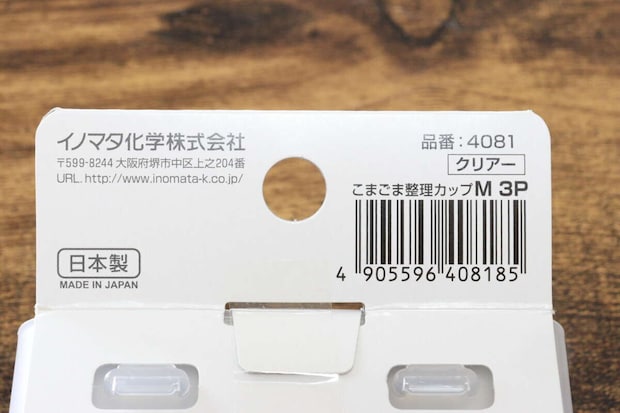 イノマタ化学株式会社
〒599-8244 大阪府堺市中区上之204番
URL. http://www.inomata-k.co.jp/
日本製
MADE IN JAPAN
品番：4081
クリアー
こまごま整理カップM 3P
4 905596 408185